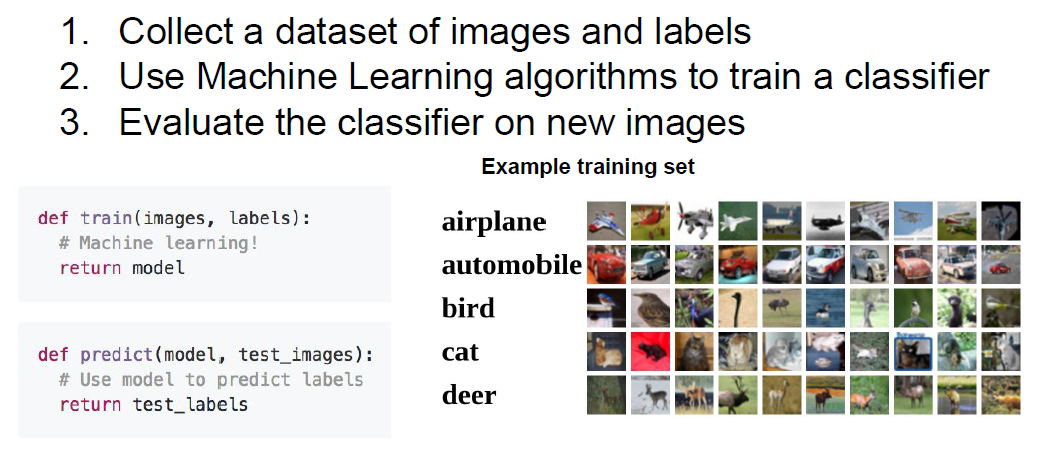 1. Collect a dataset of images and labels
2. Use Machine Learning algorithms to train a classifier
3. Evaluate the classifier on new images
Example training set
def train(images, labels):
# Machine learning!
return model
def predict(model, test_images):
# Use model to predict labels
return test_labels
airplane
automobile
bird
cat
deer